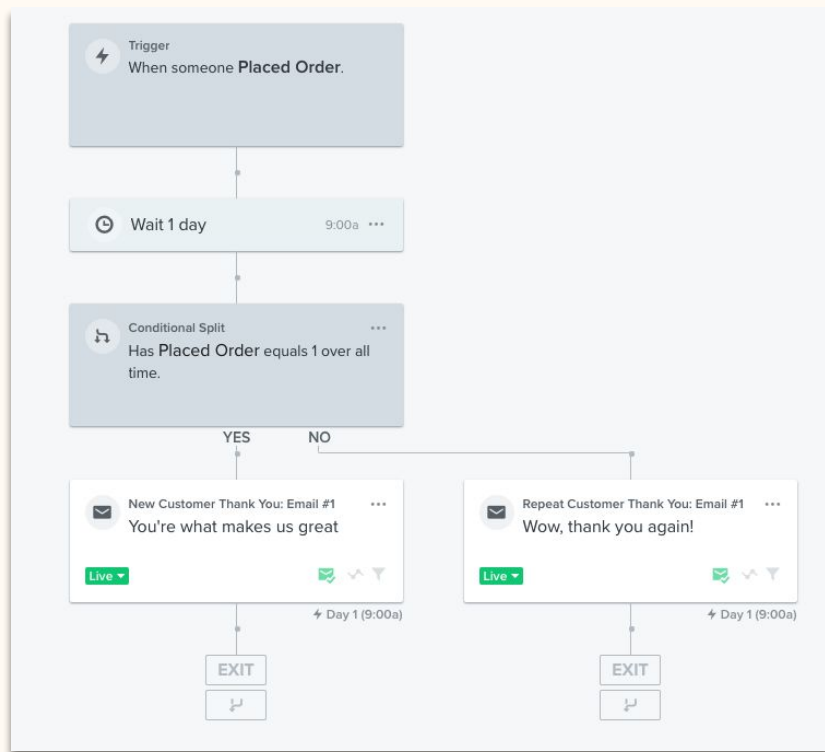 Trigger
When someone Placed Order.
Wait 1 day
9:00a
Conditional Split
Has Placed Order equals 1 over all
time.
YES
NO
New Customer Thank You: Email #1
You're what makes us great
Live
Day 1 (9:00a)
EXIT
Repeat Customer Thank You: Email #1
Wow, thank you again!
Live
Day 1 (9:00a)
EXIT